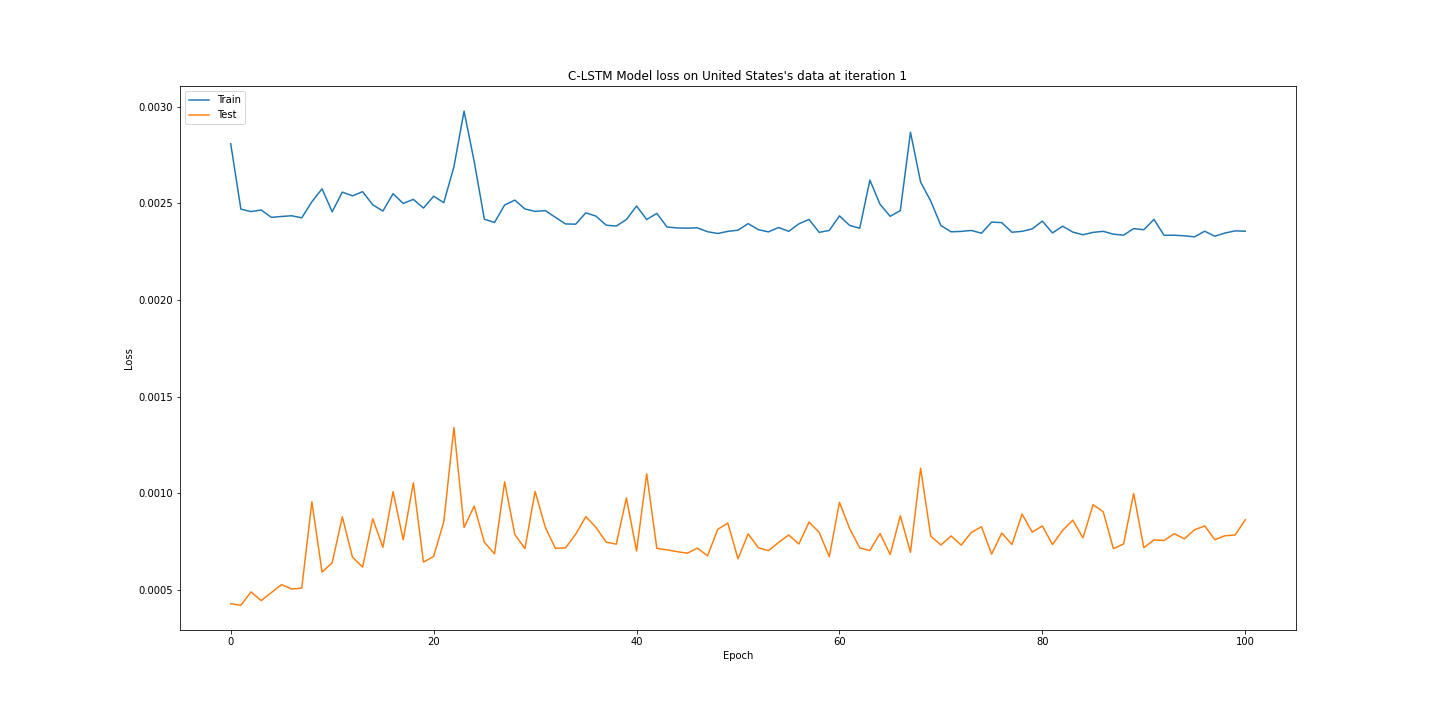 C-LSTM Model loss on United States's data at iteration 1
Train
Test
0.0030
0.0025
0.0020
0.0015
0.0010
0.0005
Loss
0 20 40 60 80 100
Epoch